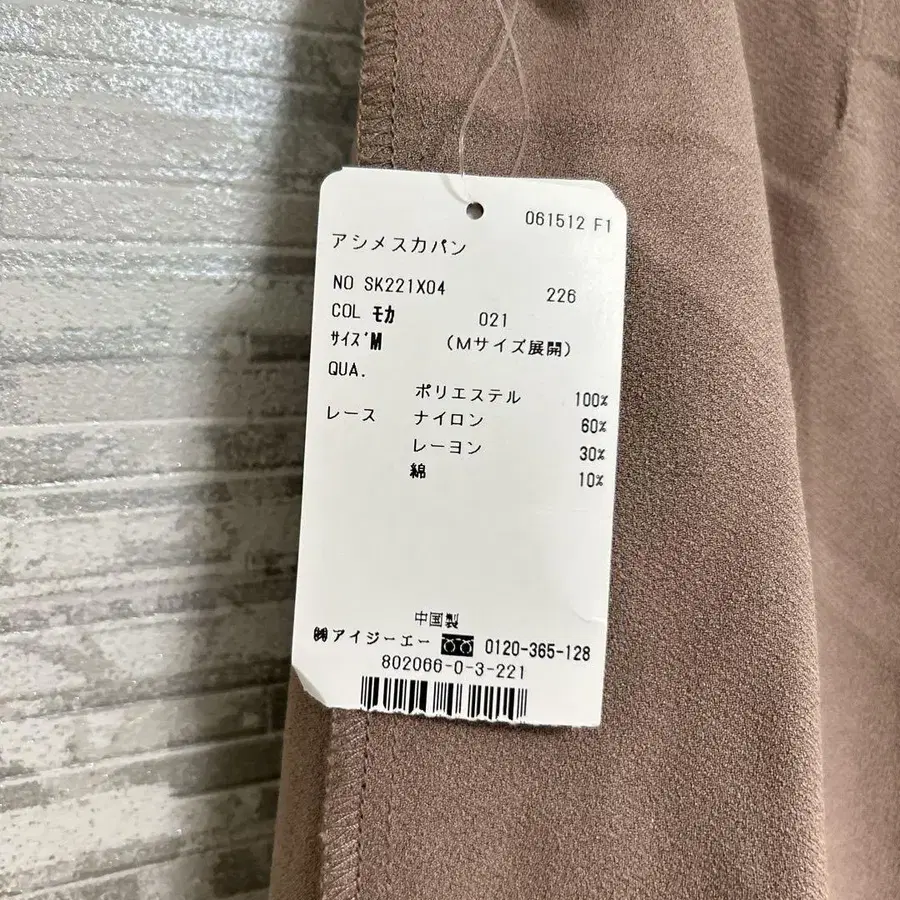 061512 F1
アシメスカパン
NO SK221X04 226
COL モカ 021
サイズ M (Mサイズ展開)
QUA.
ポリエステル 100%
レース ナイロン 60%
レーヨン 30%
綿 10%
中国製
㈱アイジーエー 0120-365-128
802066-0-3-221